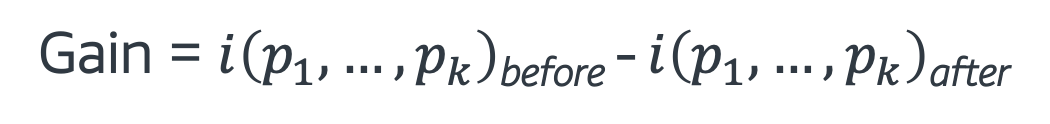 Gain = i(p₁, … , pₖ)before - i(p₁, … , pₖ)after